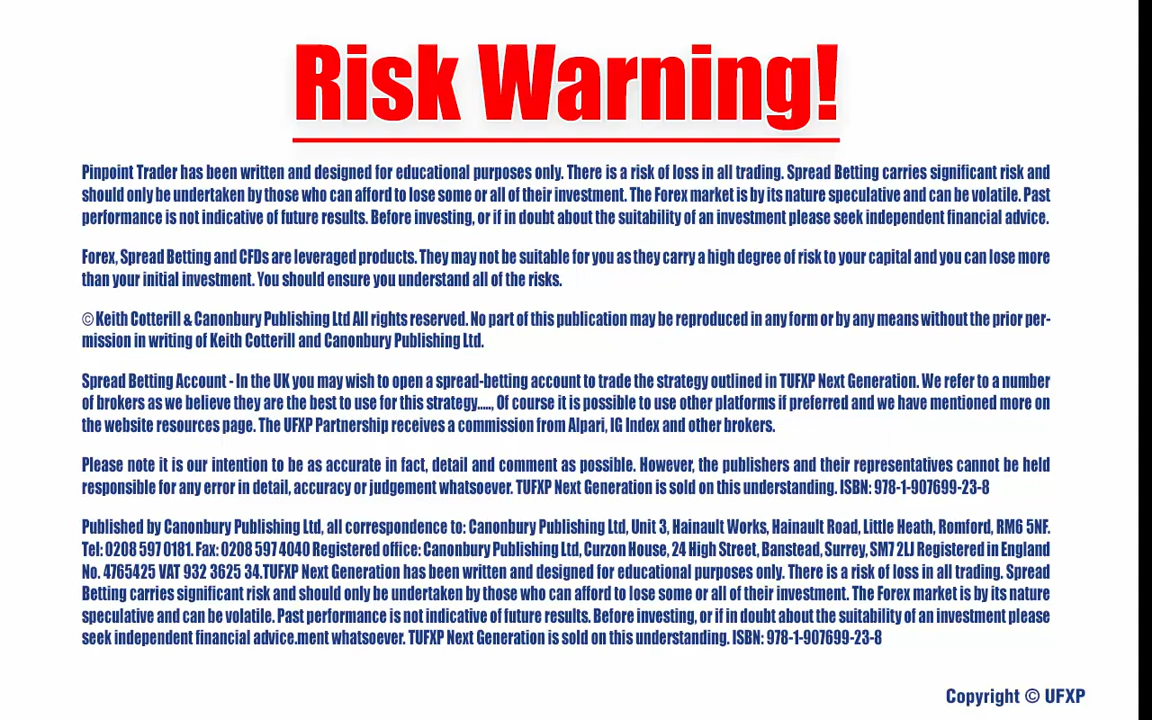 Risk Warning!
Pinpoint Trader has been written and designed for educational purposes only. There is a risk of loss in all trading. Spread Betting carries significant risk and
should only be undertaken by those who can afford to lose some or all of their investment. The Forex market is by its nature speculative and can be volatile. Past
performance is not indicative of future results. Before investing, or if in doubt about the suitability of an investment please seek independent financial advice.
Forex, Spread Betting and CFDs are leveraged products. They may not be suitable for you as they carry a high degree of risk to your capital and you can lose more
than your initial investment. You should ensure you understand all of the risks.
© Keith Cotterill & Canonbury Publishing Ltd All rights reserved. No part of this publication may be reproduced in any form or by any means without the prior per-
mission in writing of Keith Cotterill and Canonbury Publishing Ltd.
Spread Betting Account - In the UK you may wish to open a spread-betting account to trade the strategy outlined in TUFXP Next Generation. We refer to a number
of brokers as we believe they are the best to use for this strategy....., Of course it is possible to use other platforms if preferred and we have mentioned more on
the website resources page. The UFXP Partnership receives a commission from Alpari, IG Index and other brokers.
Please note it is our intention to be as accurate in fact, detail and comment as possible. However, the publishers and their representatives cannot be held
responsible for any error in detail, accuracy or judgement whatsoever. TUFXP Next Generation is sold on this understanding. ISBN: 978-1-907699-23-8
Published by Canonbury Publishing Ltd, all correspondence to: Canonbury Publishing Ltd, Unit 3, Hainault Works, Hainault Road, Little Heath, Romford, RM6 5NF.
Tel: 0208 597 0181. Fax: 0208 597 4040 Registered office: Canonbury Publishing Ltd, Curzon House, 24 High Street, Banstead, Surrey, SM7 2LJ Registered in England
No. 4765425 VAT 932 3625 34.TUFXP Next Generation has been written and designed for educational purposes only. There is a risk of loss in all trading. Spread
Betting carries significant risk and should only be undertaken by those who can afford to lose some or all of their investment. The Forex market is by its nature
speculative and can be volatile. Past performance is not indicative of future results. Before investing, or if in doubt about the suitability of an investment please
seek independent financial advice.ment whatsoever. TUFXP Next Generation is sold on this understanding. ISBN: 978-1-907699-23-8
Copyright © UFXP